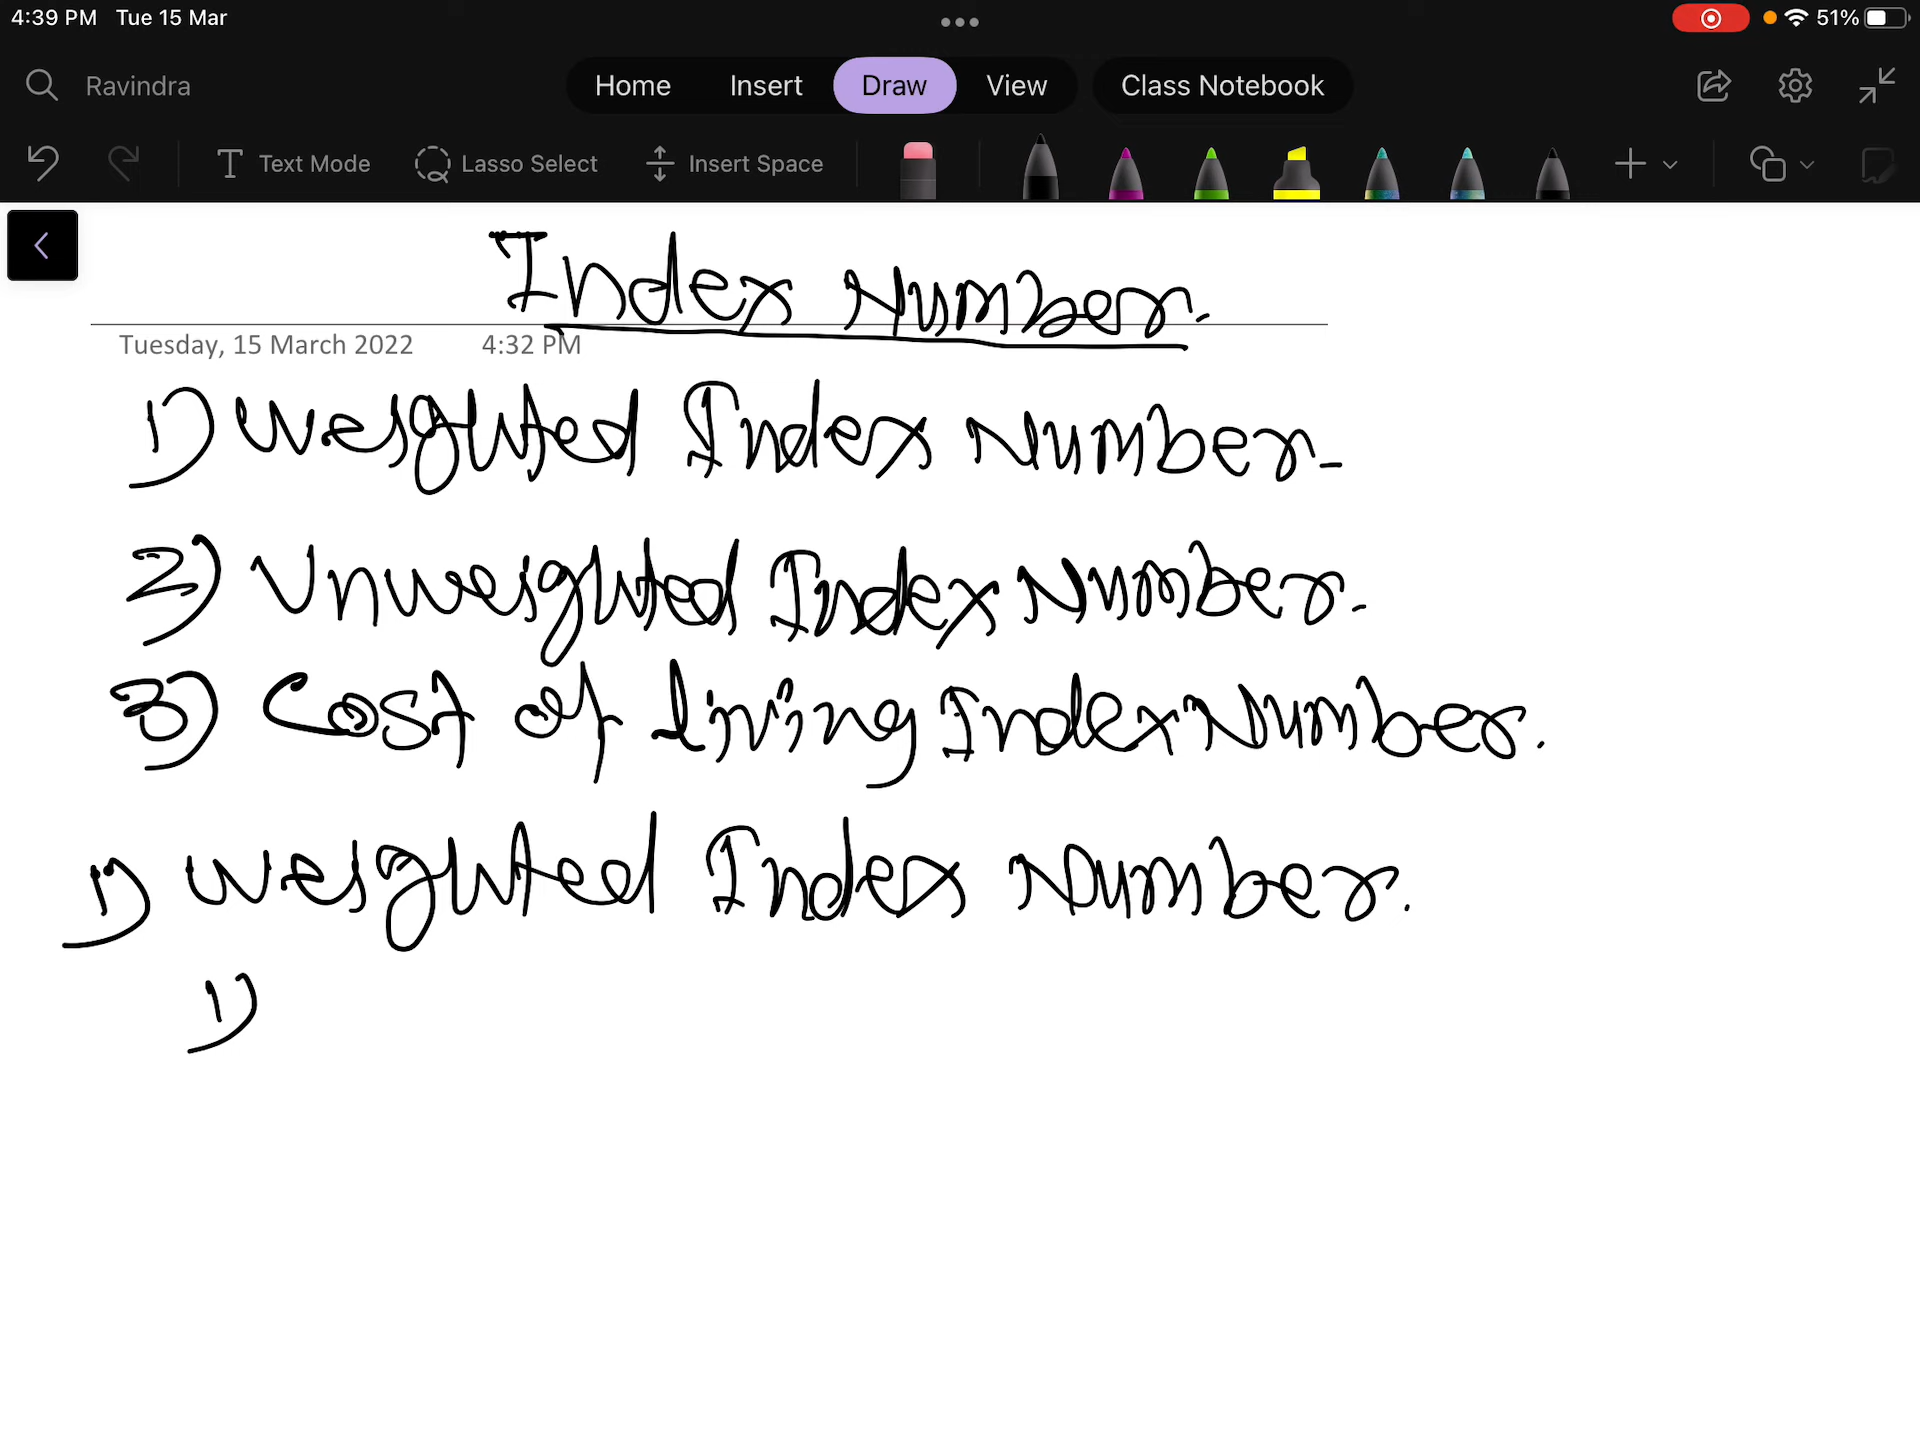 4:39 PM Tue 15 Mar
51%
Ravindra
Home Insert Draw View Class Notebook
Text Mode Lasso Select Insert Space
Index Number.
Tuesday, 15 March 2022 4:32 PM
1) Weighted Index Number-
2) Unweighted Index Number.
3) Cost of living Index Number.
1) Weighted Index Number.
1)